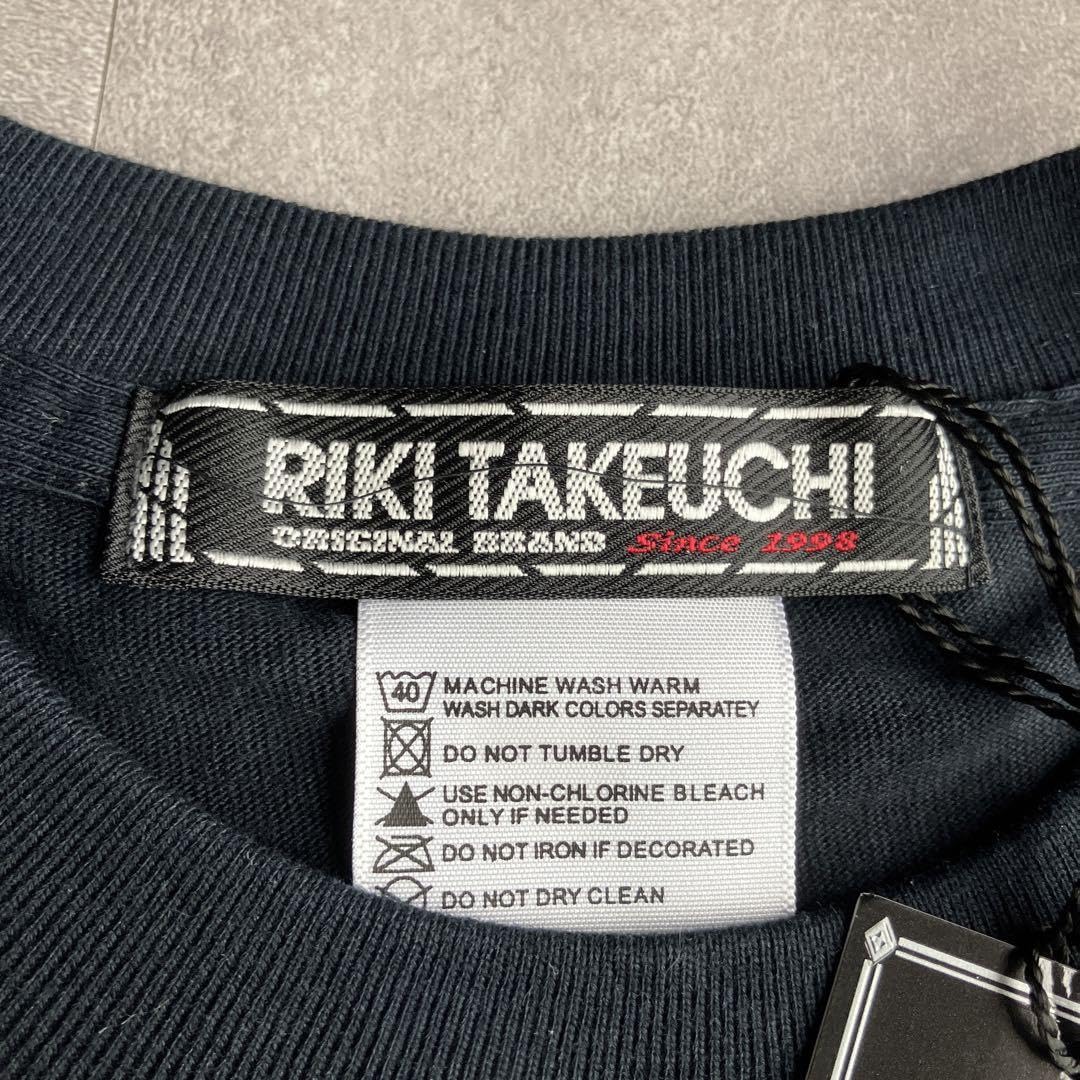 RIKI TAKEUCHI
ORIGINAL BRAND Since 1998
40 MACHINE WASH WARM
WASH DARK COLORS SEPARATEY
DO NOT TUMBLE DRY
USE NON-CHLORINE BLEACH
ONLY IF NEEDED
DO NOT IRON IF DECORATED
DO NOT DRY CLEAN